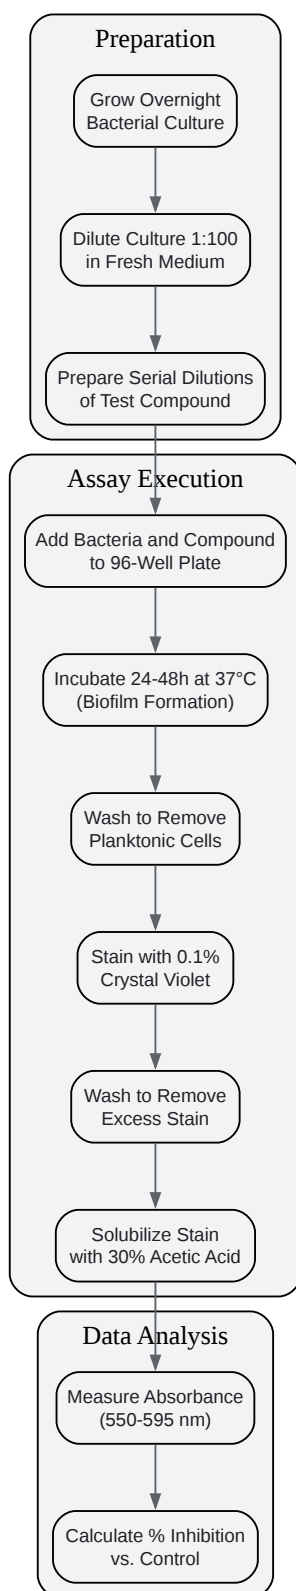 Preparation
Grow Overnight
Bacterial Culture
Dilute Culture 1:100
in Fresh Medium
Prepare Serial Dilutions
of Test Compound
Assay Execution
Add Bacteria and Compound
to 96-Well Plate
Incubate 24-48h at 37°C
(Biofilm Formation)
Wash to Remove
Planktonic Cells
Stain with 0.1%
Crystal Violet
Wash to Remove
Excess Stain
Solubilize Stain
with 30% Acetic Acid
Data Analysis
Measure Absorbance
(550-595 nm)
Calculate % Inhibition
vs. Control